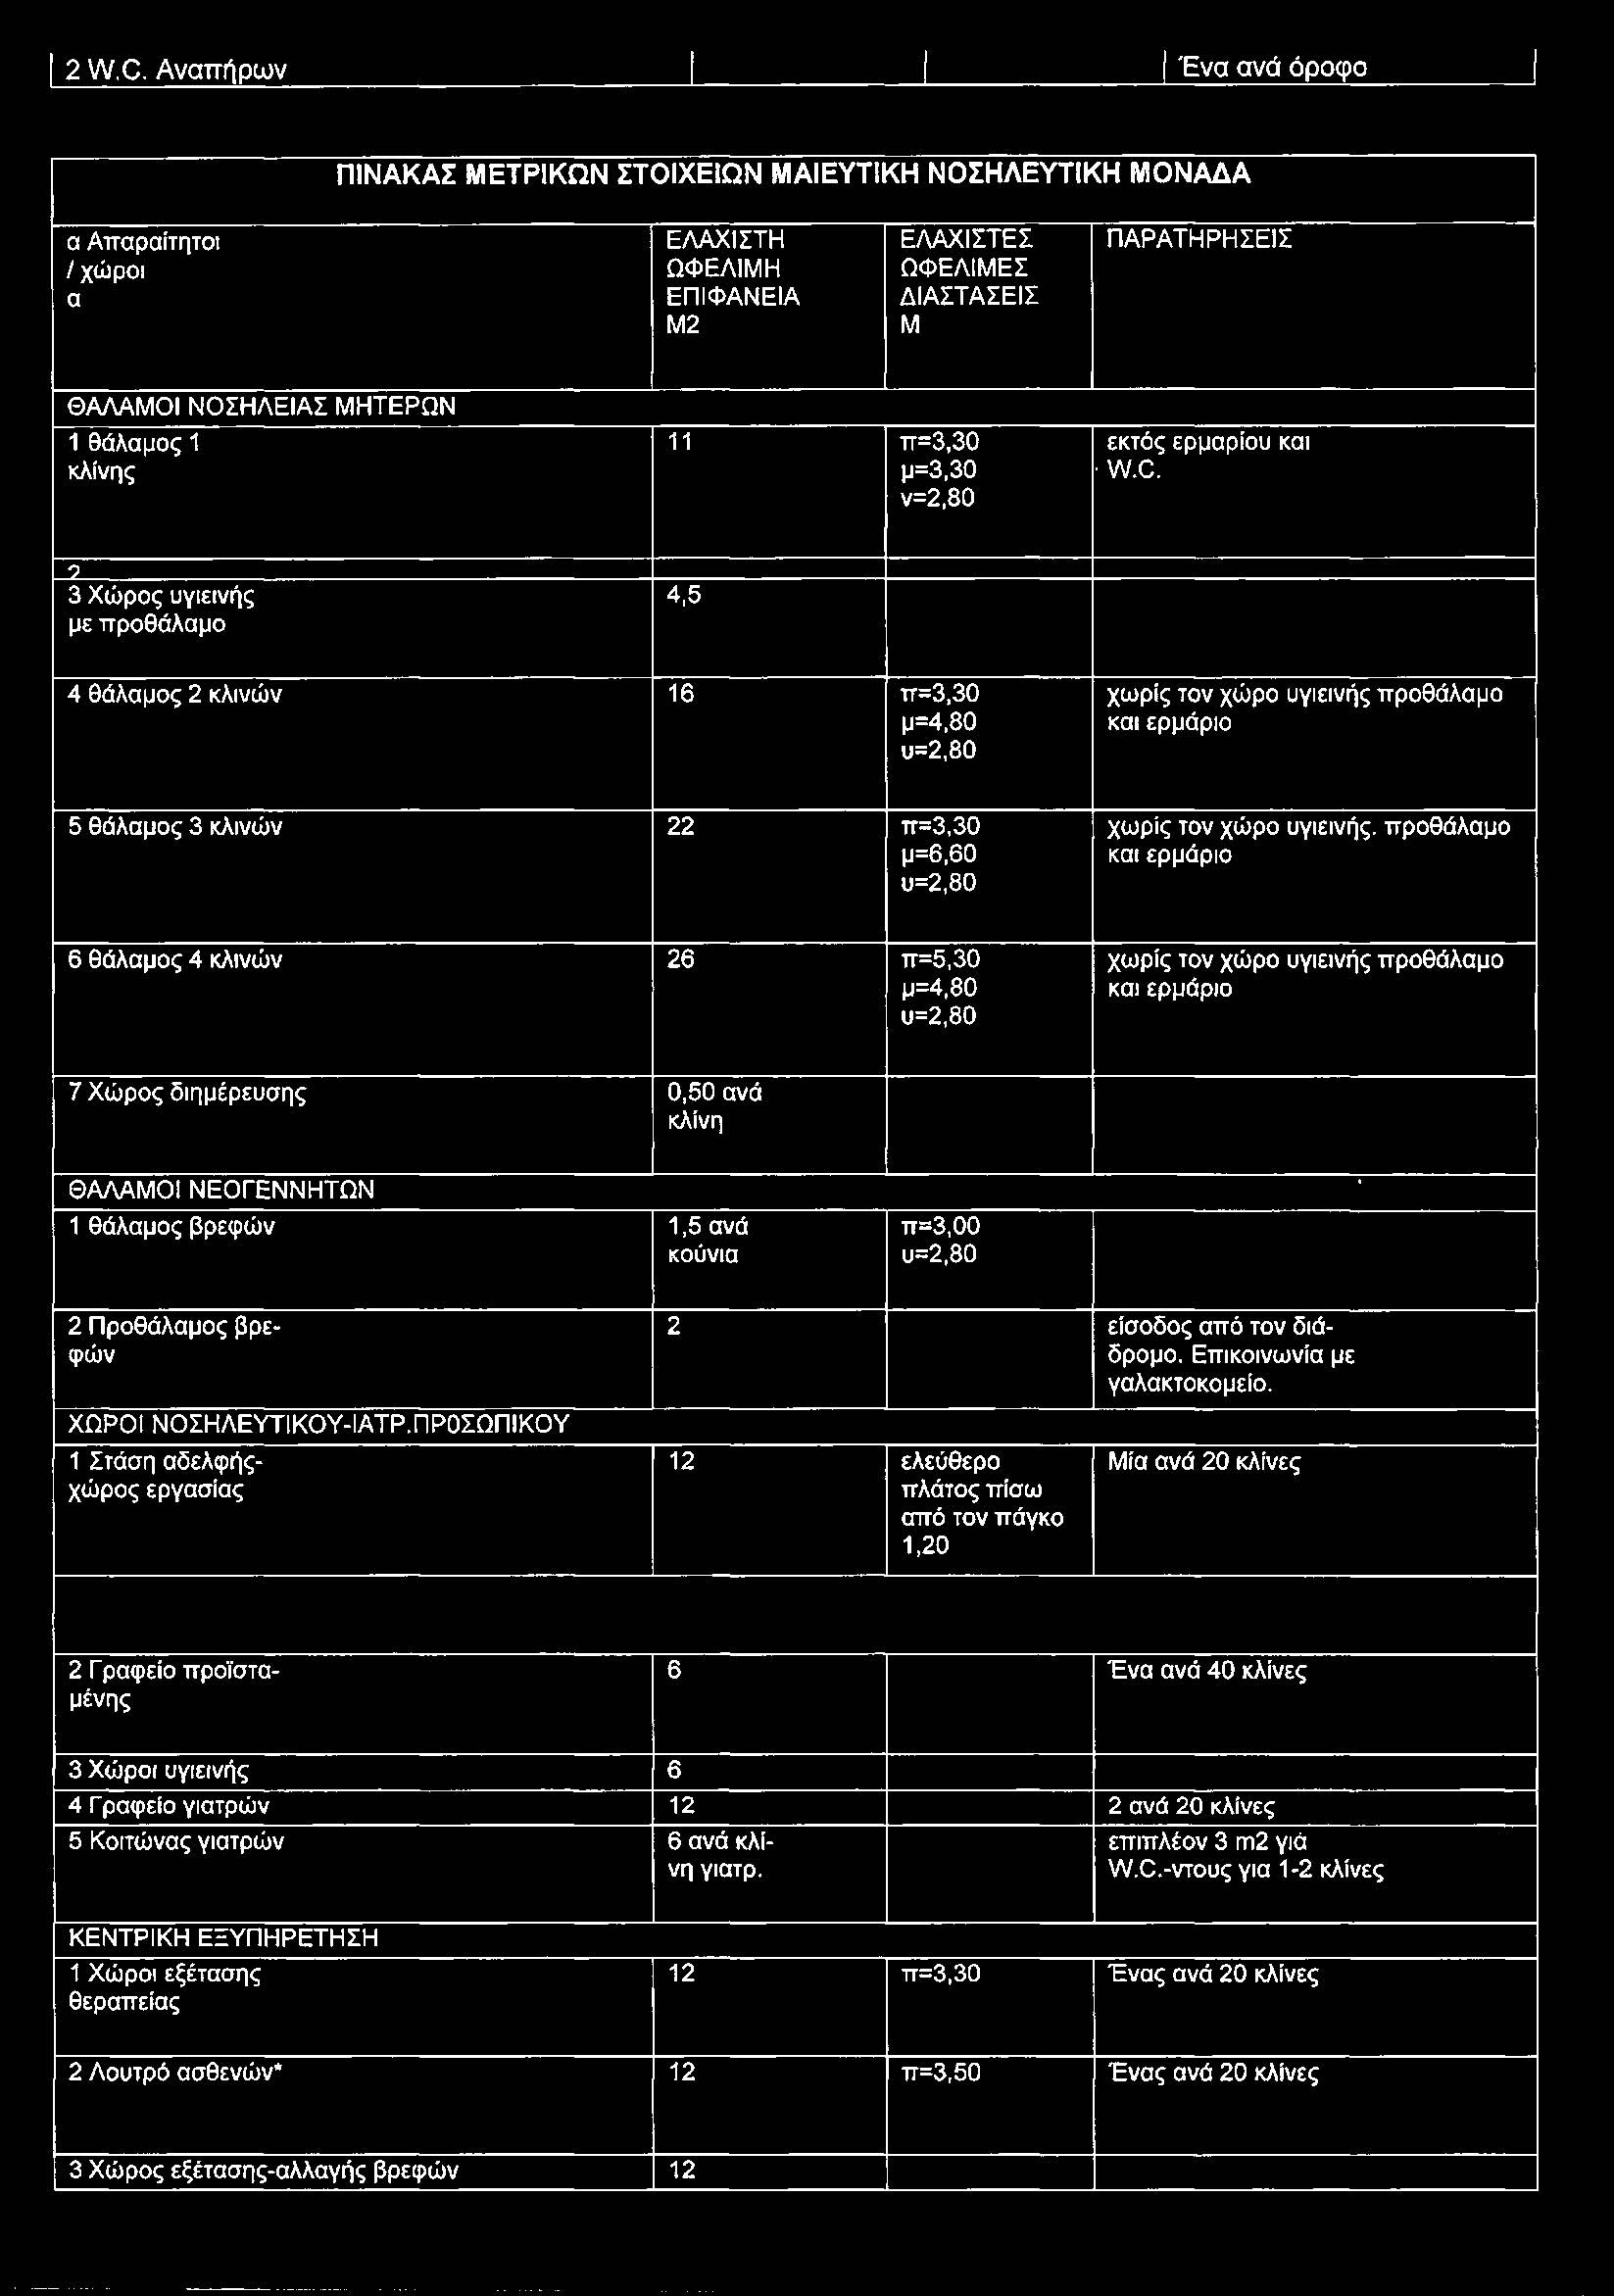 2 W.C. Αναπήρων Ένα ανά όροφο
ΠΙΝΑΚΑΣ ΜΕΤΡΙΚΩΝ ΣΤΟΙΧΕΙΩΝ ΜΑΙΕΥΤΙΚΗ ΝΟΣΗΛΕΥΤΙΚΗ ΜΟΝΑΔΑ
α Απαραίτητοι ΕΛΑΧΙΣΤΗ ΕΛΑΧΙΣΤΕΣ ΠΑΡΑΤΗΡΗΣΕΙΣ
/ χώροι ΩΦΕΛΙΜΗ ΩΦΕΛΙΜΕΣ
α ΕΠΙΦΑΝΕΙΑ ΔΙΑΣΤΑΣΕΙΣ
Μ2 Μ
ΘΑΛΑΜΟΙ ΝΟΣΗΛΕΙΑΣ ΜΗΤΕΡΩΝ
1 θάλαμος 1 11 π=3,30 εκτός ερμαρίου και
κλίνης μ=3,30 W.C.
ν=2,80
2
3 Χώρος υγιεινής 4,5
με προθάλαμο
4 θάλαμος 2 κλινών 16 π=3,30 χωρίς τον χώρο υγιεινής προθάλαμο
μ=4,80 και ερμάριο
υ=2,80
5 θάλαμος 3 κλινών 22 π=3,30 χωρίς τον χώρο υγιεινής. προθάλαμο
μ=6,60 και ερμάριο
υ=2,80
6 θάλαμος 4 κλινών 26 π=5,30 χωρίς τον χώρο υγιεινής προθάλαμο
μ=4,80 και ερμάριο
υ=2,80
7 Χώρος διημέρευσης 0,50 ανά
κλίνη
ΘΑΛΑΜΟΙ ΝΕΟΓΕΝΝΗΤΩΝ
1 θάλαμος βρεφών 1,5 ανά π=3,00
κούνια υ=2,80
2 Προθάλαμος βρε- 2 είσοδος από τον διά-
φών δρομο. Επικοινωνία με
γαλακτοκομείο.
ΧΩΡΟΙ ΝΟΣΗΛΕΥΤΙΚΟΥ-ΙΑΤΡ.ΠΡΟΣΩΠΙΚΟΥ
1 Στάση αδελφής- 12 ελεύθερο Μία ανά 20 κλίνες
χώρος εργασίας πλάτος πίσω
από τον πάγκο
1,20
2 Γραφείο προϊστα- 6 Ένα ανά 40 κλίνες
μένης
3 Χώροι υγιεινής 6
4 Γραφείο γιατρών 12 2 ανά 20 κλίνες
5 Κοιτώνας γιατρών 6 ανά κλί- επιπλέον 3 m2 γιά
νη γιατρ. W.C.-ντους για 1-2 κλίνες
ΚΕΝΤΡΙΚΗ ΕΞΥΠΗΡΕΤΗΣΗ
1 Χώροι εξέτασης 12 π=3,30 Ένας ανά 20 κλίνες
θεραπείας
2 Λουτρό ασθενών* 12 π=3,50 Ένας ανά 20 κλίνες
3 Χώρος εξέτασης-αλλαγής βρεφών 12